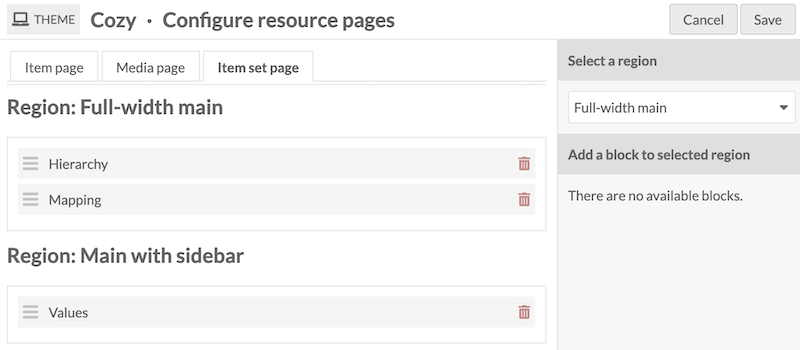 THEME Cozy · Configure resource pages Cancel Save
Item page Media page Item set page
Region: Full-width main
Hierarchy
Mapping
Region: Main with sidebar
Values
Select a region
Full-width main
Add a block to selected region
There are no available blocks.